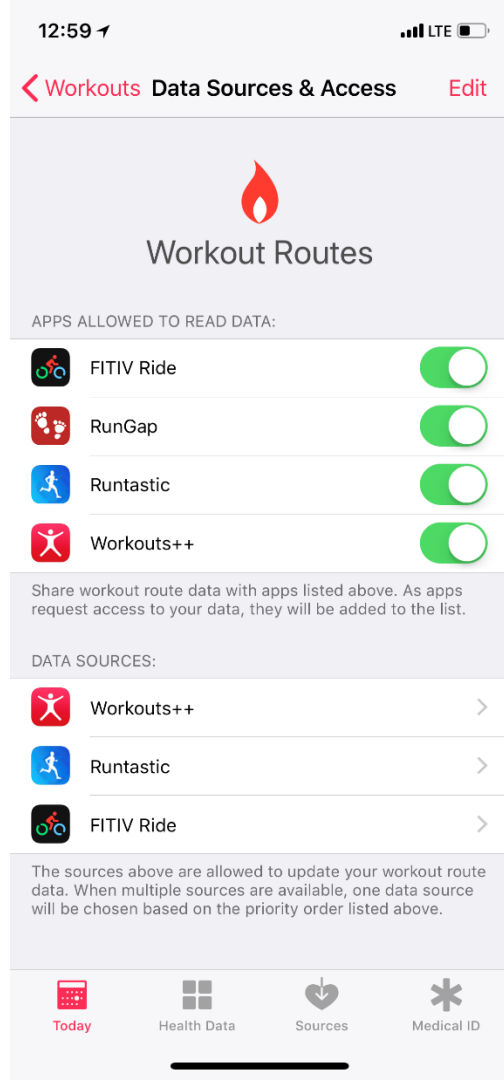 12:59 LTE
Workouts Data Sources & Access Edit
Workout Routes
APPS ALLOWED TO READ DATA:
FITIV Ride
RunGap
Runtastic
Workouts++
Share workout route data with apps listed above. As apps
request access to your data, they will be added to the list.
DATA SOURCES:
Workouts++
Runtastic
FITIV Ride
The sources above are allowed to update your workout route
data. When multiple sources are available, one data source
will be chosen based on the priority order listed above.
Today Health Data Sources Medical ID